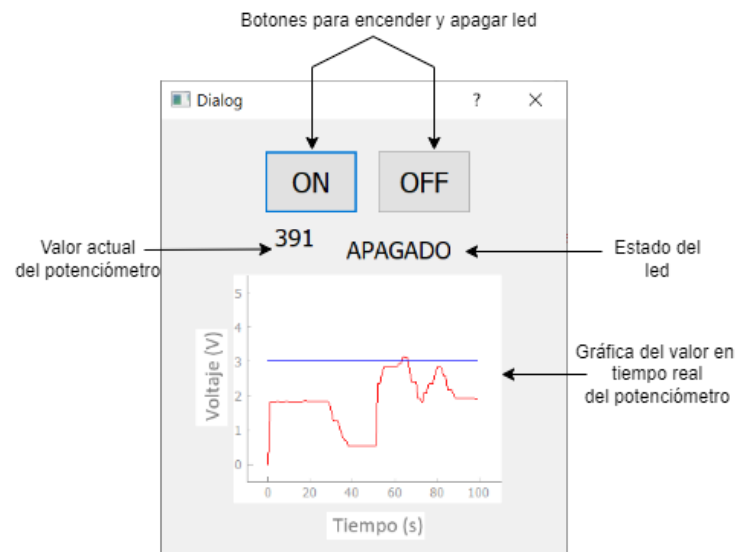 Botones para encender y apagar led
Dialog ? ×
ON OFF
391
APAGADO
Valor actual
del potenciómetro
Estado del
led
5
4
3
2
1
0
Voltaje (V)
0 20 40 60 80 100
Tiempo (s)
Gráfica del valor en
tiempo real
del potenciómetro